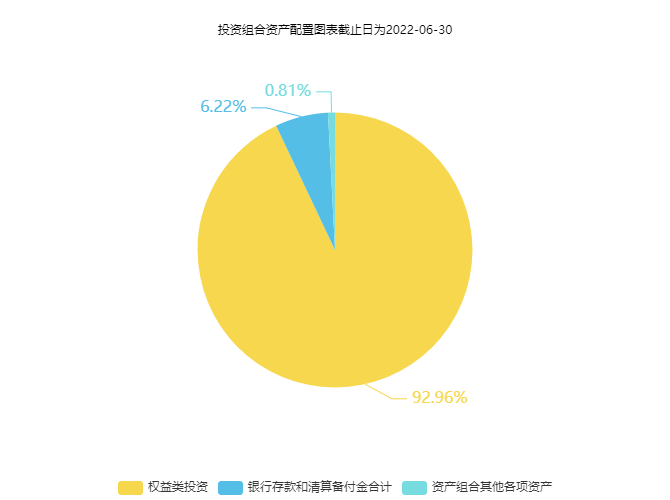 投资组合资产配置图表截止日为2022-06-30
0.81%
6.22%
92.96%
权益类投资 银行存款和清算备付金合计 资产组合其他各项资产